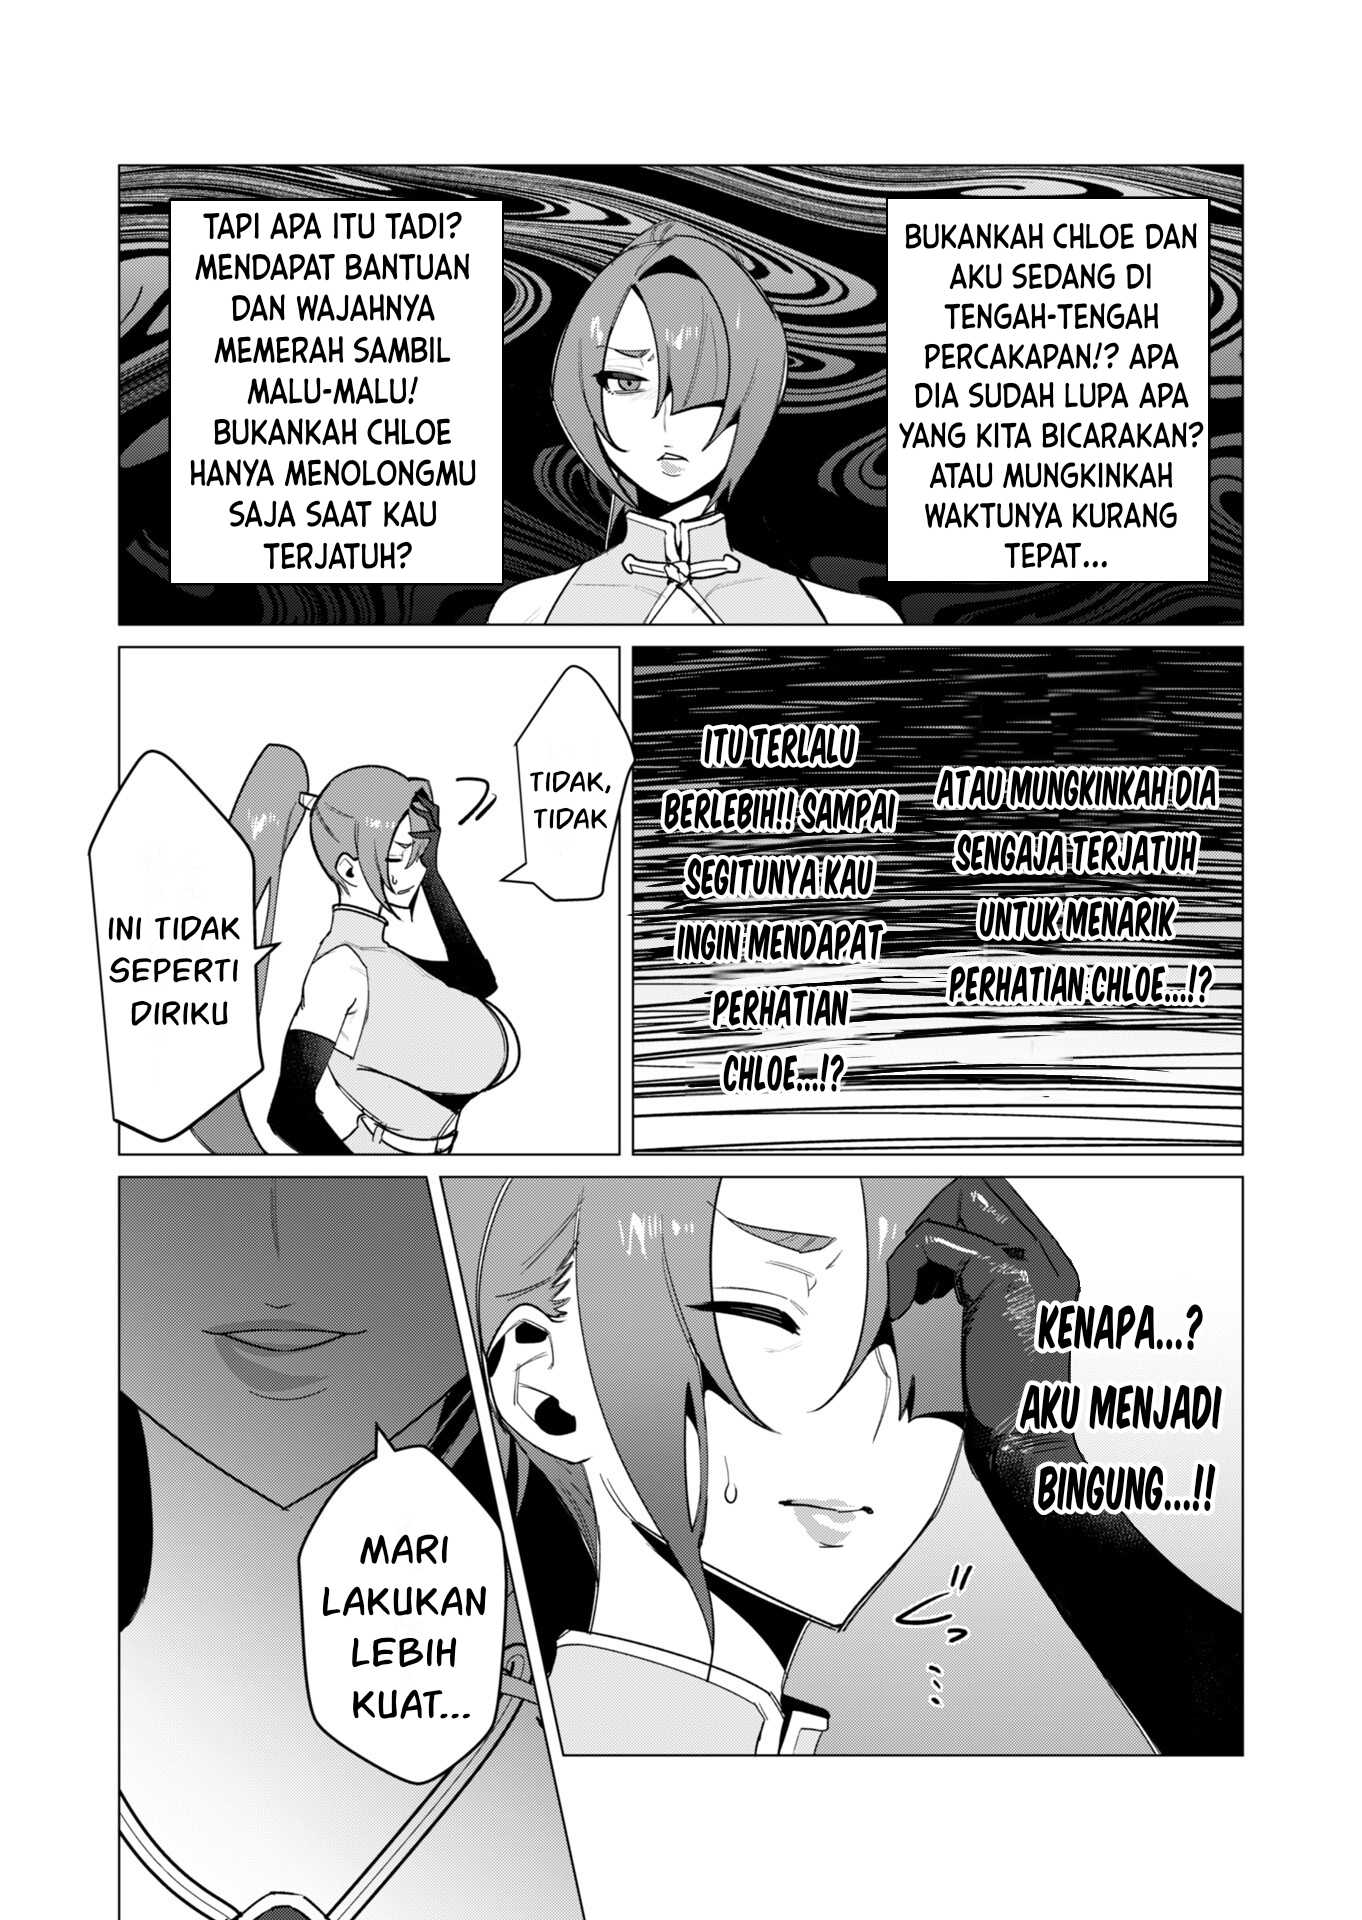 BUKANKAH CHLOE DAN
AKU SEDANG DI
TENGAH-TENGAH
PERCAKAPAN!? APA
DIA SUDAH LUPA APA
YANG KITA BICARAKAN?
ATAU MUNGKINKAH
WAKTUNYA KURANG
TEPAT...
TAPI APA ITU TADI?
MENDAPAT BANTUAN
DAN WAJAHNYA
MEMERAH SAMBIL
MALU-MALU!
BUKANKAH CHLOE
HANYA MENOLONGMU
SAJA SAAT KAU
TERJATUH?
ATAU MUNGKINKAH DIA
SENGAJA TERJATUH
UNTUK MENARIK
PERHATIAN CHLOE...!?
ITU TERLALU
BERLEBIH!! SAMPAI
SEGITUNYA KAU
INGIN MENDAPAT
PERHATIAN
CHLOE...!?
TIDAK,
TIDAK
INI TIDAK
SEPERTI
DIRIKU
KENAPA...?
AKU MENJADI
BINGUNG...!!
MARI
LAKUKAN
LEBIH
KUAT...